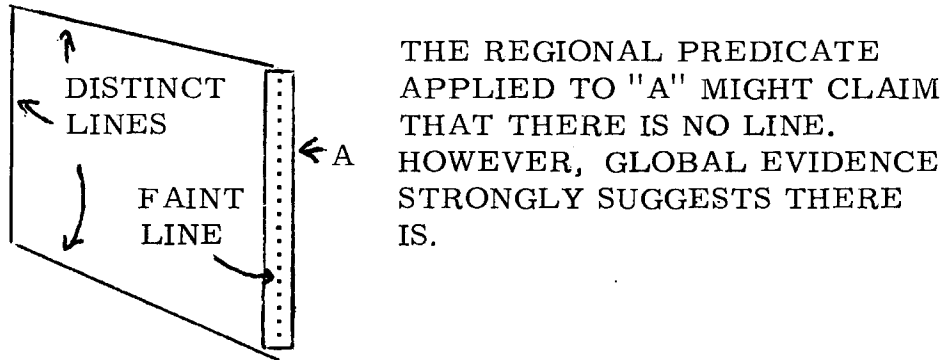 DISTINCT
LINES
FAINT
LINE
A
THE REGIONAL PREDICATE
APPLIED TO "A" MIGHT CLAIM
THAT THERE IS NO LINE.
HOWEVER, GLOBAL EVIDENCE
STRONGLY SUGGESTS THERE
IS.